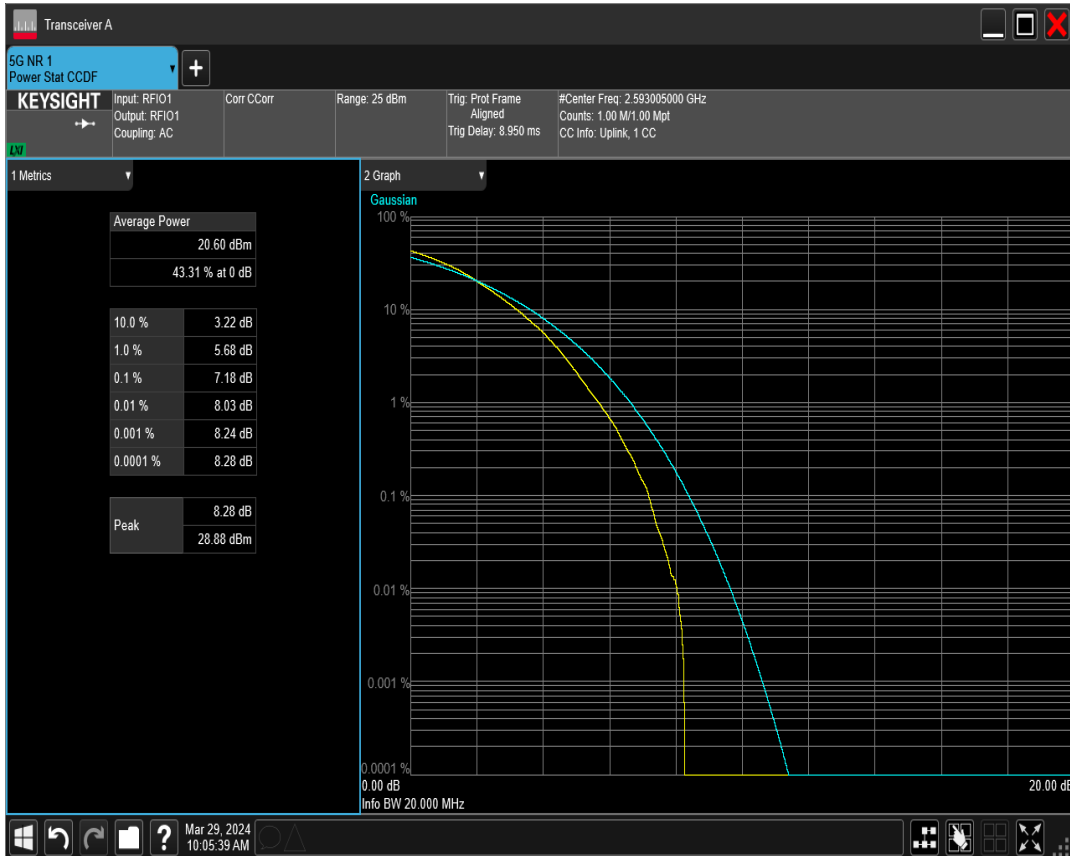 Transceiver A
5G NR 1
Power Stat CCDF
KEYSIGHT
LXI
Input: RFIO1
Output: RFIO1
Coupling: AC
Corr CCorr
Range: 25 dBm
Trig: Prot Frame
Aligned
Trig Delay: 8.950 ms
#Center Freq: 2.593005000 GHz
Counts: 1.00 M/1.00 Mpt
CC Info: Uplink, 1 CC
1 Metrics
Average Power
20.60 dBm
43.31 % at 0 dB
10.0 % 3.22 dB
1.0 % 5.68 dB
0.1 % 7.18 dB
0.01 % 8.03 dB
0.001 % 8.24 dB
0.0001 % 8.28 dB
Peak
8.28 dB
28.88 dBm
2 Graph
Gaussian
100 %
10 %
1 %
0.1 %
0.01 %
0.001 %
0.0001 %
0.00 dB 20.00 dB
Info BW 20.000 MHz
?
Mar 29, 2024
10:05:39 AM